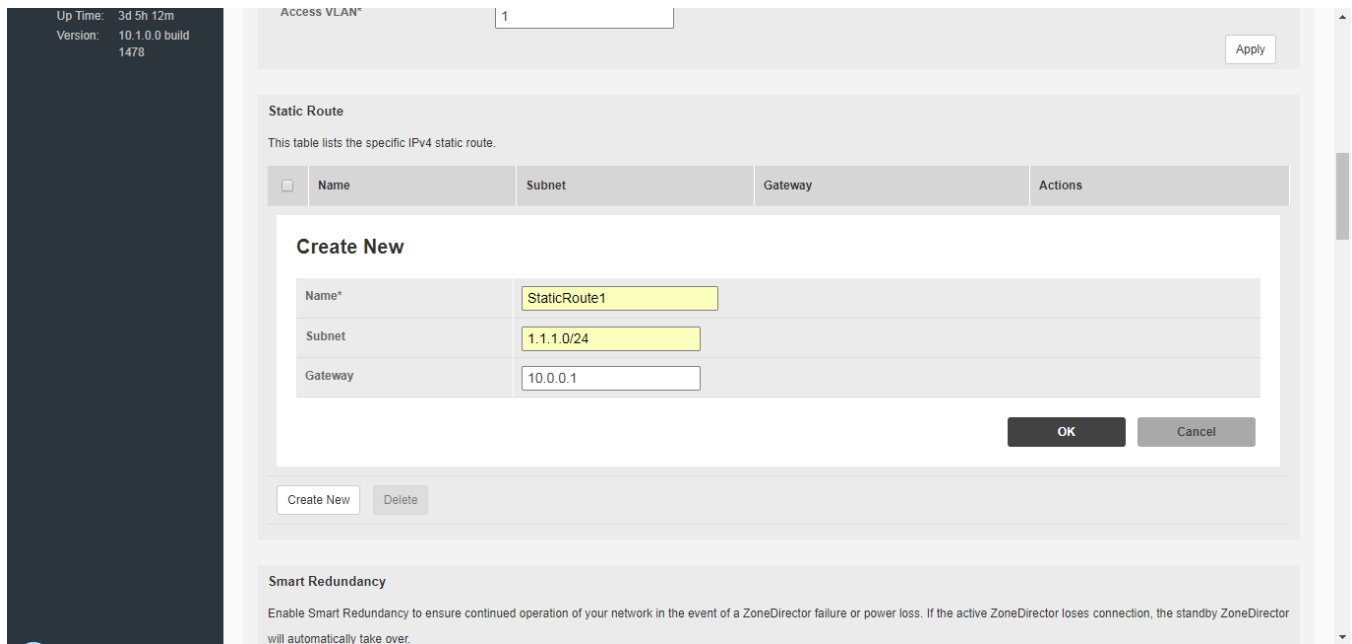 Up Time: 3d 5h 12m
Version: 10.1.0.0 build
1478
Access VLAN*
1
Apply
Static Route
This table lists the specific IPv4 static route.
Name Subnet Gateway Actions
Create New
Name* StaticRoute1
Subnet 1.1.1.0/24
Gateway 10.0.0.1
OK Cancel
Create New Delete
Smart Redundancy
Enable Smart Redundancy to ensure continued operation of your network in the event of a ZoneDirector failure or power loss. If the active ZoneDirector loses connection, the standby ZoneDirector
will automatically take over.